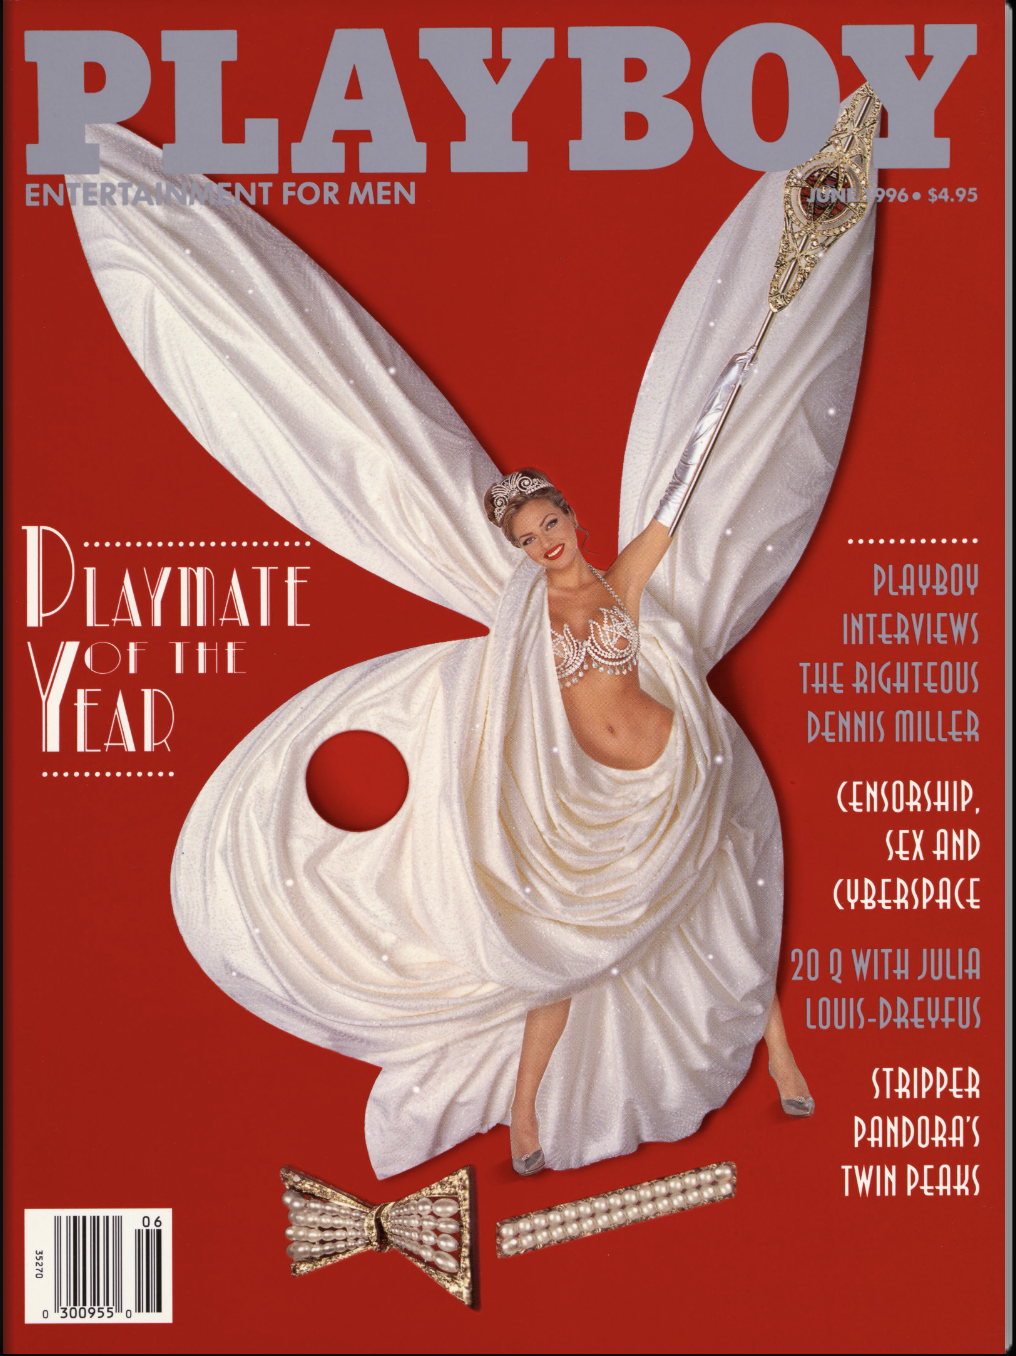 PLAYBOY
ENTERTAINMENT FOR MEN
JUNE 1996 • $4.95
PLAYMATE
OF THE
YEAR
PLAYBOY
INTERVIEWS
THE RIGHTEOUS
DENNIS MILLER
CENSORSHIP,
SEX AND
CYBERSPACE
20 Q WITH JULIA
LOUIS-DREYFUS
STRIPPER
PANDORA'S
TWIN PEAKS
06
35270
0 300955 0